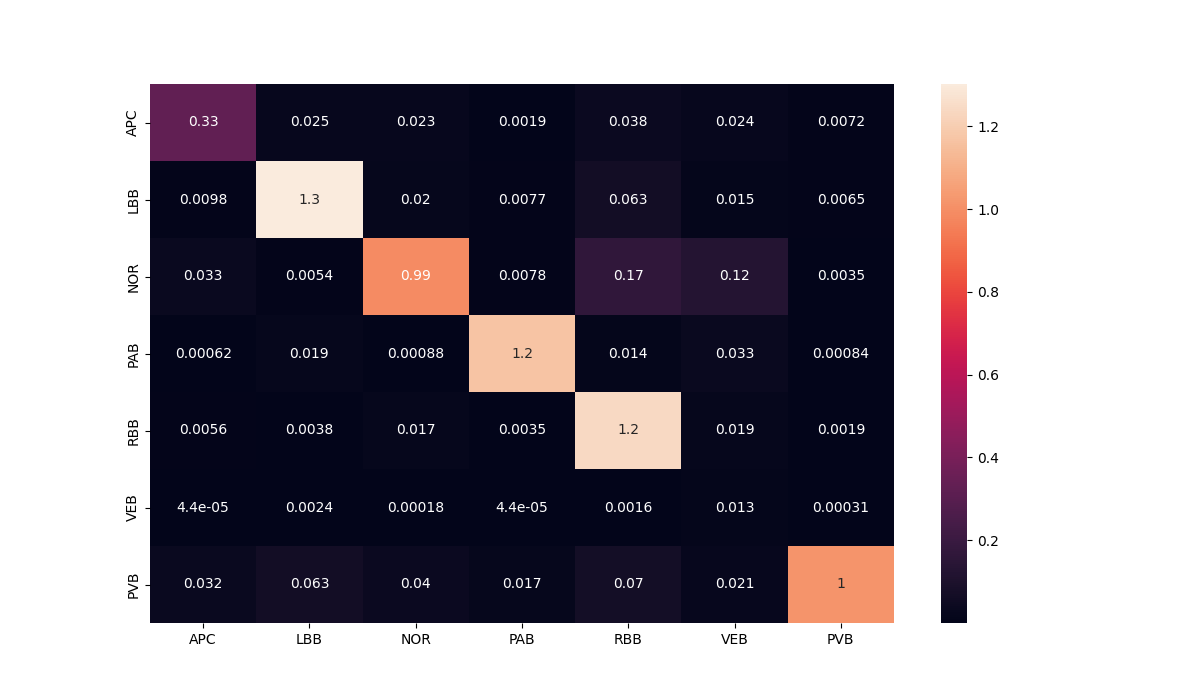 APC 0.33 0.025 0.023 0.0019 0.038 0.024 0.0072
LBB 0.0098 1.3 0.02 0.0077 0.063 0.015 0.0065
NOR 0.033 0.0054 0.99 0.0078 0.17 0.12 0.0035
PAB 0.00062 0.019 0.00088 1.2 0.014 0.033 0.00084
RBB 0.0056 0.0038 0.017 0.0035 1.2 0.019 0.0019
VEB 4.4e-05 0.0024 0.00018 4.4e-05 0.0016 0.013 0.00031
PVB 0.032 0.063 0.04 0.017 0.07 0.021 1
APC LBB NOR PAB RBB VEB PVB
1.2
1.0
0.8
0.6
0.4
0.2